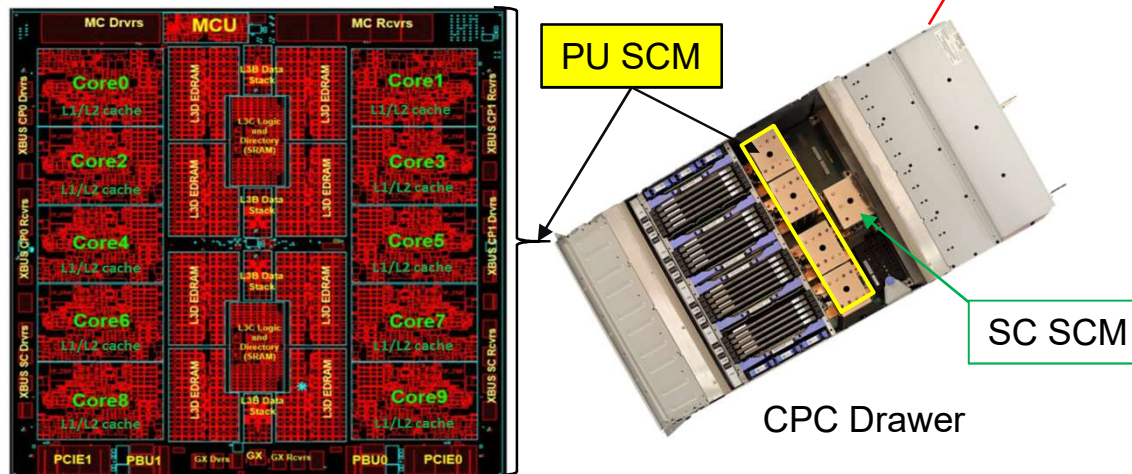 MC Drvrs
MCU
MC Rcvrs
L3B Data
Stack
Core0
L1/L2 cache
Core1
L1/L2 cache
L3D EDRAM
L3D EDRAM
XBUS CP0 Drvrs
XBUS CP1 Rcvrs
L3C Logic
and
Directory
(SRAM)
Core2
L1/L2 cache
Core3
L1/L2 cache
L3D EDRAM
L3D EDRAM
L3B Data
Stack
XBUS CP0 Rcvrs
XBUS CP1 Drvrs
Core4
L1/L2 cache
Core5
L1/L2 cache
L3D EDRAM
L3D EDRAM
L3B Data
Stack
Core6
L1/L2 cache
Core7
L1/L2 cache
L3C Logic
and
Directory
(SRAM)
XBUS SC Drvrs
XBUS SC Rcvrs
L3D EDRAM
L3D EDRAM
Core8
L1/L2 cache
Core9
L1/L2 cache
L3B Data
Stack
PCIE1
PBU1
GX Dvrs
GX
GX Rcvrs
PBU0
PCIE0
PU SCM
SC SCM
CPC Drawer